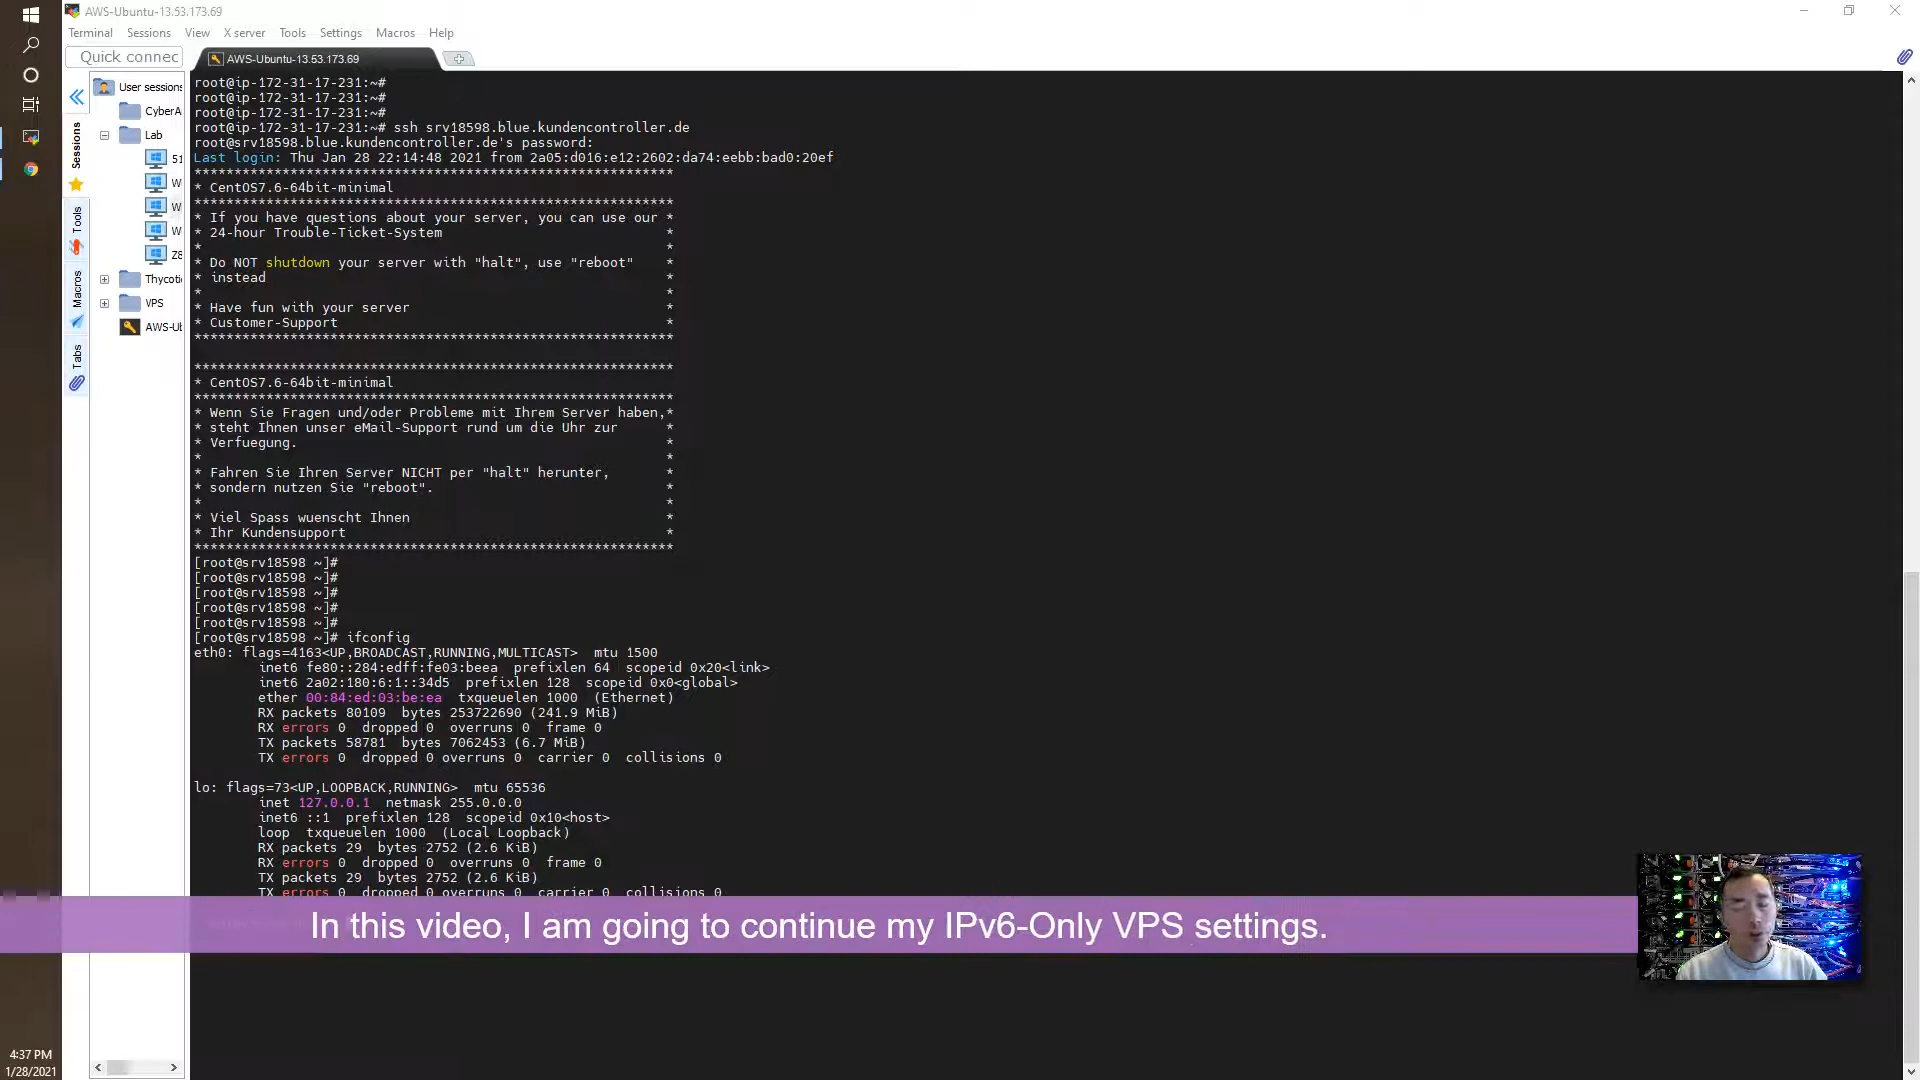 AWS-Ubuntu-13.53.173.69
Terminal Sessions View X server Tools Settings Macros Help
Quick connec
AWS-Ubuntu-13.53.173.69
Sessions
Tools
Macros
Tabs
User sessions
CyberA
Lab
51
W
W
W
Z8
Thycoti
VPS
AWS-Ub
root@ip-172-31-17-231:~#
root@ip-172-31-17-231:~#
root@ip-172-31-17-231:~#
root@ip-172-31-17-231:~# ssh srv18598.blue.kundencontroller.de
root@srv18598.blue.kundencontroller.de's password:
Last login: Thu Jan 28 22:14:48 2021 from 2a05:d016:e12:2602:da74:eebb:bad0:20ef
************************************************************
* CentOS7.6-64bit-minimal
************************************************************
* If you have questions about your server, you can use our *
* 24-hour Trouble-Ticket-System *
* *
* Do NOT shutdown your server with "halt", use "reboot" *
* instead *
* *
* Have fun with your server *
* Customer-Support *
************************************************************
************************************************************
* CentOS7.6-64bit-minimal
************************************************************
* Wenn Sie Fragen und/oder Probleme mit Ihrem Server haben,*
* steht Ihnen unser eMail-Support rund um die Uhr zur *
* Verfuegung. *
* *
* Fahren Sie Ihren Server NICHT per "halt" herunter, *
* sondern nutzen Sie "reboot". *
* *
* Viel Spass wuenscht Ihnen *
* Ihr Kundensupport *
************************************************************
[root@srv18598 ~]#
[root@srv18598 ~]#
[root@srv18598 ~]#
[root@srv18598 ~]#
[root@srv18598 ~]#
[root@srv18598 ~]# ifconfig
eth0: flags=4163<UP,BROADCAST,RUNNING,MULTICAST> mtu 1500
inet6 fe80::284:edff:fe03:beea prefixlen 64 scopeid 0x20<link>
inet6 2a02:180:6:1::34d5 prefixlen 128 scopeid 0x0<global>
ether 00:84:ed:03:be:ea txqueuelen 1000 (Ethernet)
RX packets 80109 bytes 253722690 (241.9 MiB)
RX errors 0 dropped 0 overruns 0 frame 0
TX packets 58781 bytes 7062453 (6.7 MiB)
TX errors 0 dropped 0 overruns 0 carrier 0 collisions 0
lo: flags=73<UP,LOOPBACK,RUNNING> mtu 65536
inet 127.0.0.1 netmask 255.0.0.0
inet6 ::1 prefixlen 128 scopeid 0x10<host>
loop txqueuelen 1000 (Local Loopback)
RX packets 29 bytes 2752 (2.6 KiB)
RX errors 0 dropped 0 overruns 0 frame 0
TX packets 29 bytes 2752 (2.6 KiB)
TX errors 0 dropped 0 overruns 0 carrier 0 collisions 0
In this video, I am going to continue my IPv6-Only VPS settings.
4:37 PM
1/28/2021